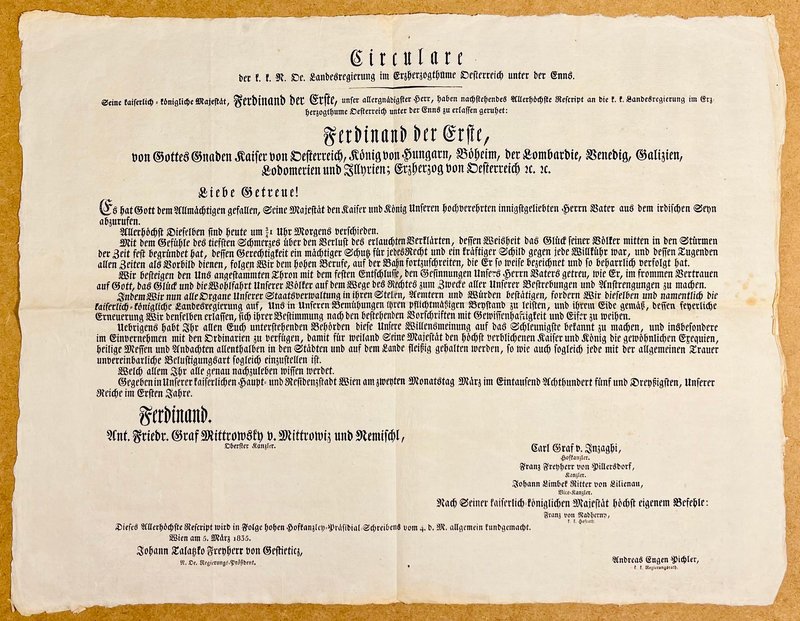 Circulare
der k. k. N. Oe. Landesregierung im Erzherzogthume Oesterreich unter der Enns.
Seine kaiserlich-königliche Majestät, Ferdinand der Erste, unser allergnädigster Herr, haben nachstehendes Allerhöchste Rescript an die k. k. Landesregierung im Erz-
herzogthume Oesterreich unter der Enns zu erlassen geruhet:
Ferdinand der Erste,
von Gottes Gnaden Kaiser von Oesterreich, König von Hungarn, Böheim, der Lombardie, Venedig, Galizien,
Lodomerien und Illyrien; Erzherzog von Oesterreich ꝛc. ꝛc.
Liebe Getreue!
Es hat Gott dem Allmächtigen gefallen, Seine Majestät den Kaiser und König Unseren hochverehrten innigstgeliebten Herrn Vater aus dem irdischen Seyn
abzurufen.
Allerhöchst Dieselben sind heute um Uhr Morgens verschieden.
Mit dem Gefühle des tiefsten Schmerzes über den Verlust des erlauchten Verklärten, dessen Weisheit das Glück seiner Völker mitten in den Stürmen
der Zeit fest begründet hat, dessen Gerechtigkeit ein mächtiger Schutz für jedes Recht und ein kräftiger Schild gegen jede Willkühr war, und dessen Tugenden
allen Zeiten als Vorbild dienen, folgen Wir dem hohen Berufe, auf der Bahn fortzuschreiten, die Er so weise bezeichnet und so beharrlich verfolgt hat.
Wir besteigen den Uns angestammten Thron mit dem festen Entschlusse, den Gesinnungen Unsers Herrn Vaters getreu, wie Er, im frommen Vertrauen
auf Gott, das Glück und die Wohlfahrt Unserer Völker auf dem Wege des Rechtes zum Zwecke aller Unserer Bestrebungen und Anstrengungen zu machen.
Indem Wir nun alle Organe Unserer Staatsverwaltung in ihren Stellen, Aemtern und Würden bestätigen, fordern Wir dieselben und namentlich die
kaiserlich-königliche Landesregierung auf, Uns in Unseren Bemühungen ihren pflichtmäßigen Beystand zu leisten, und ihrem Eide gemäß, dessen feyerliche
Erneuerung Wir denselben erlassen, sich ihrer Bestimmung nach den bestehenden Vorschriften mit Gewissenhaftigkeit und Eifer zu weihen.
Uebrigens habt Ihr allen Euch unterstehenden Behörden diese Unsere Willensmeinung auf das Schleunigste bekannt zu machen, und insbesondere
im Einvernehmen mit den Ordinarien zu verfügen, damit für weiland Seine Majestät den höchst verblichenen Kaiser und König die gewöhnlichen Exequien,
heilige Messen und Andachten allenthalben in den Städten und auf dem Lande fleißig gehalten werden, so wie auch sogleich jede mit der allgemeinen Trauer
undereinbarliche Belustigungsart sogleich einzustellen ist.
Welch allem Ihr alle genau nachzuleben wissen werdet.
Gegeben in Unserer kaiserlichen Haupt- und Residenzstadt Wien am zweyten Monatstag März im Eintausend Achthundert fünf und Dreyßigsten, Unserer
Reiche im Ersten Jahre.
Ferdinand.
Ant. Friedr. Graf Mittrowsky v. Mittrowiz und Nemischl,
Oberster Kanzler.
Carl Graf v. Inzaghi,
Hofkanzler.
Franz Freyherr von Pillersdorf,
Kanzler.
Johann Limbek Ritter von Lilienau,
Vice-Kanzler.
Nach Seiner kaiserlich-königlichen Majestät höchst eigenem Befehle:
Franz von Nadherny,
k. k. Hofrath.
Dieses Allerhöchste Rescript wird in Folge hohen Hofkanzley-Präsidial-Schreibens vom 4. d. M. allgemein kundgemacht.
Wien am 5. März 1835.
Johann Talatzko Freyherr von Gestieticz,
N. Oe. Regierungs-Präsident.
Andreas Eugen Pichler,
k. k. Regierungsrath.